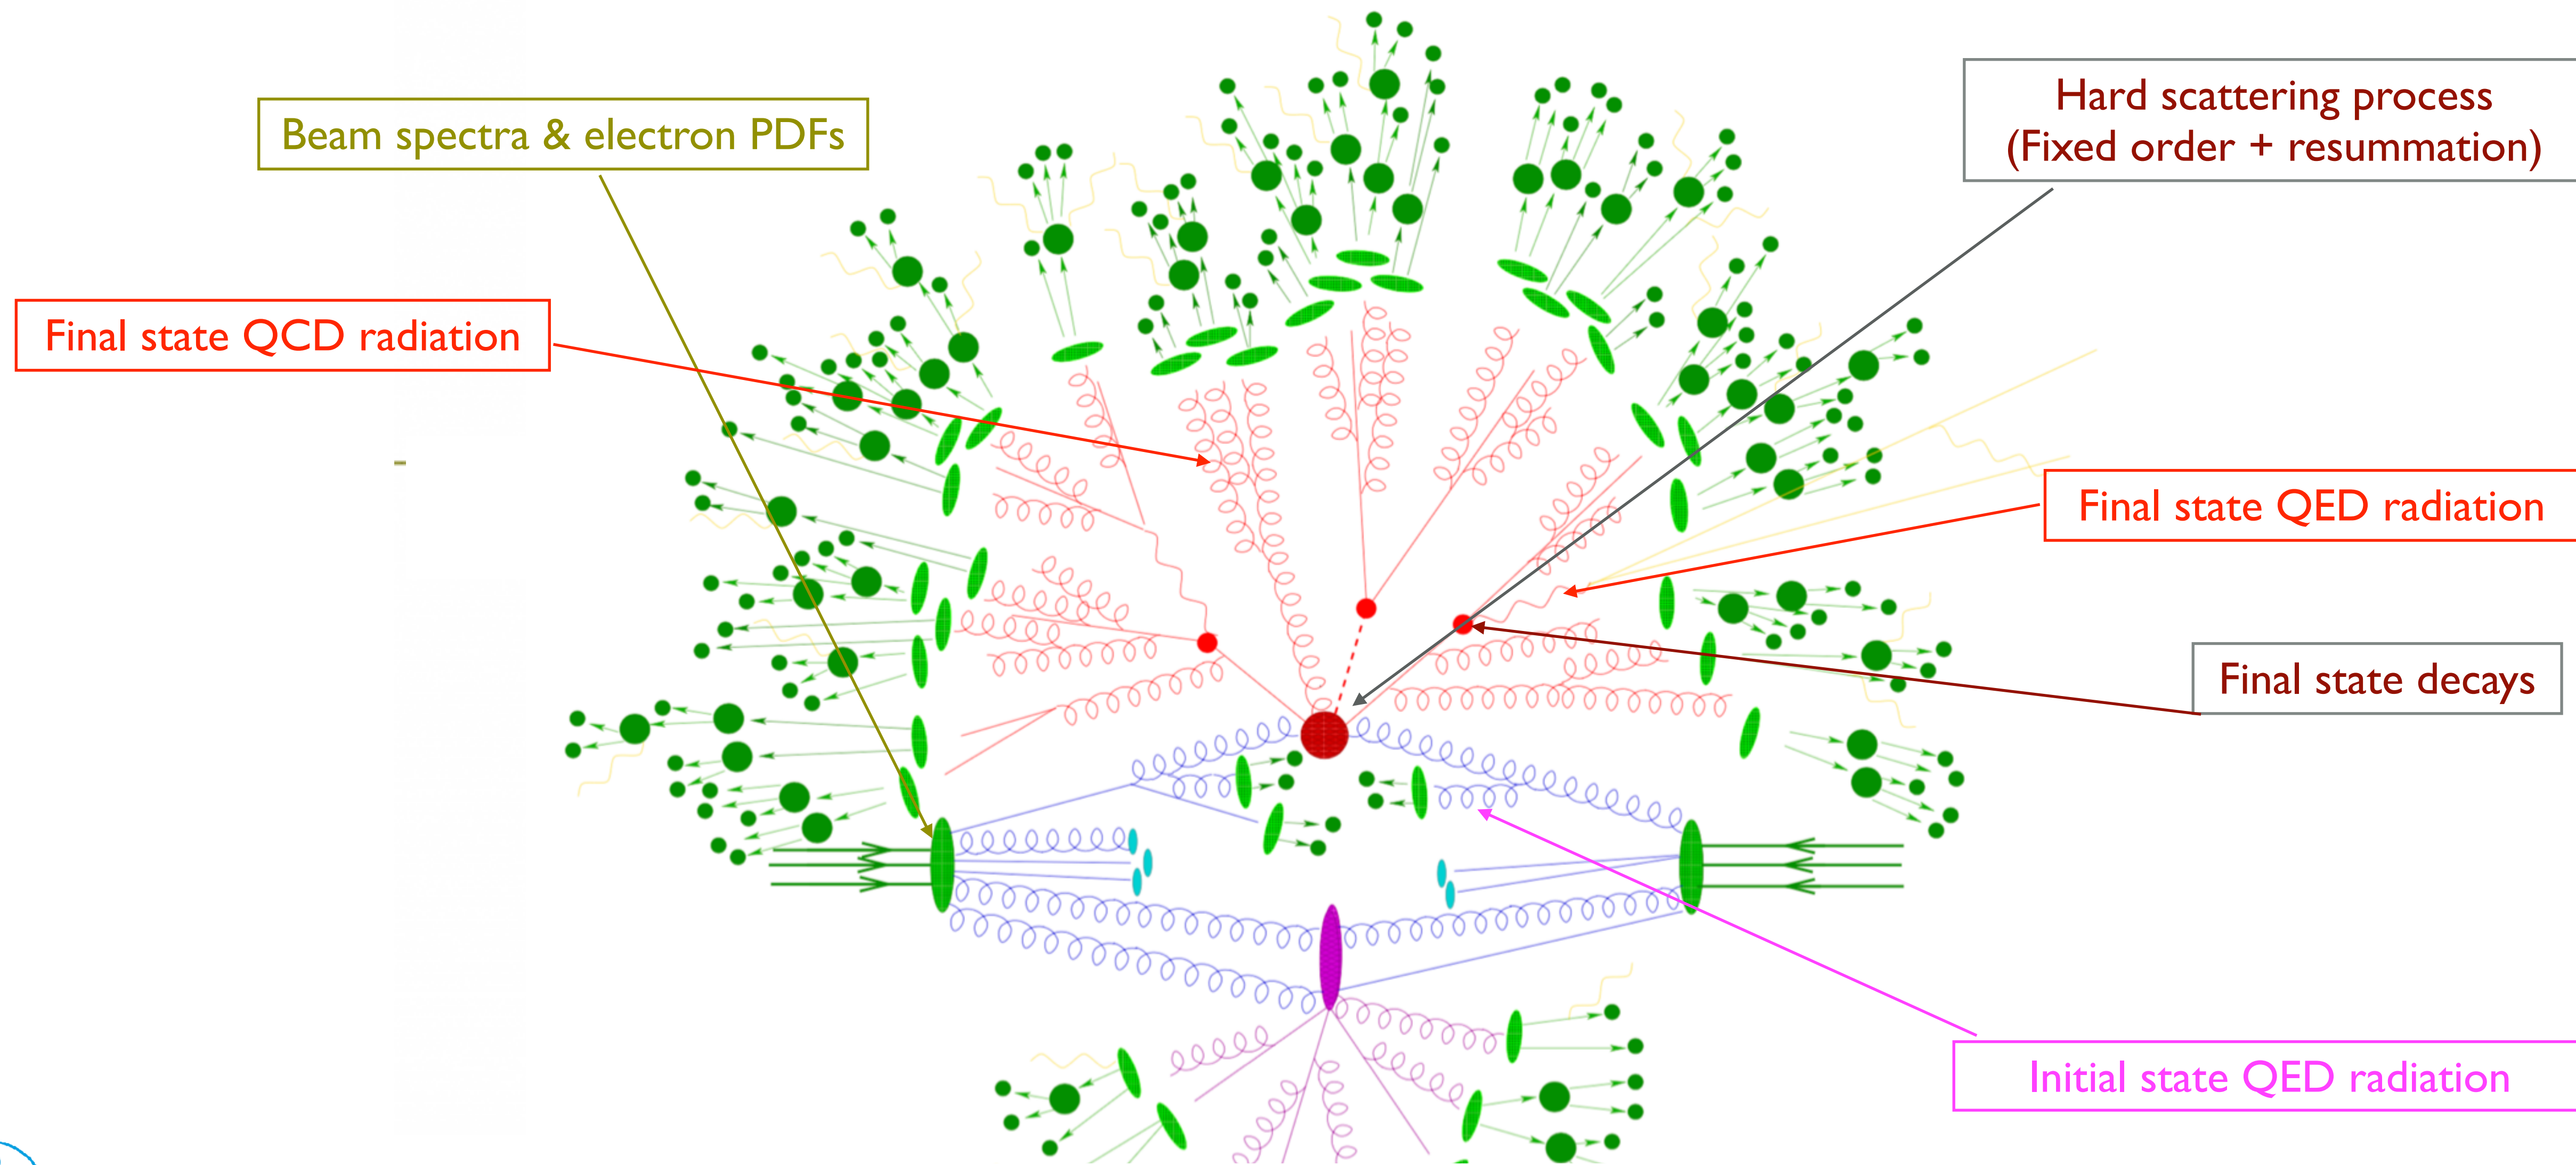 Hard scattering process
(Fixed order + resummation)
Beam spectra & electron PDFs
Final state QCD radiation
Final state QED radiation
Final state decays
Initial state QED radiation